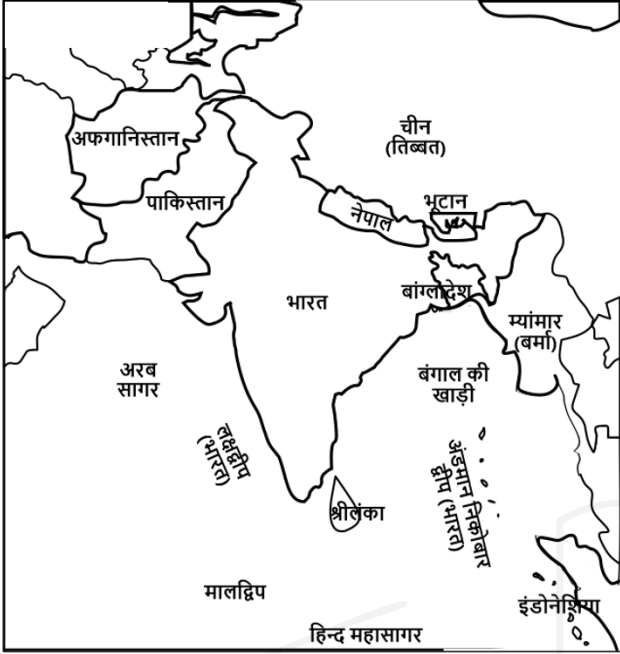 चीन
(तिब्बत)
अफगानिस्तान
पाकिस्तान
नेपाल
भूटान
भारत
बांग्लादेश
म्यांमार
(बर्मा)
अरब
सागर
बंगाल की
खाड़ी
लक्षद्वीप
(भारत)
अंडमान निकोबार
द्वीप (भारत)
श्रीलंका
मालद्विप
इंडोनेशिया
हिन्द महासागर